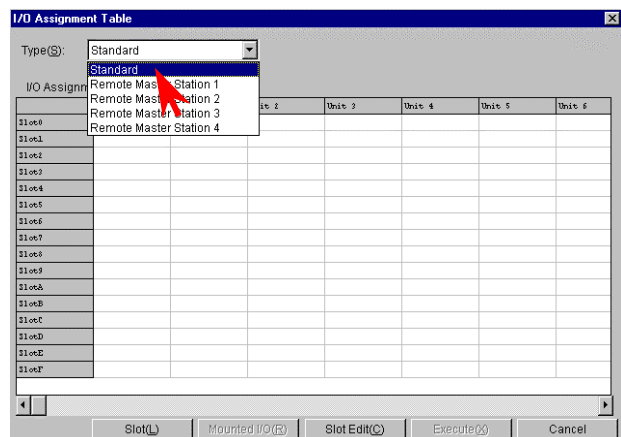 I/O Assignment Table
Type(S): Standard
Standard
I/O Assignm Remote Master Station 1
Remote Master Station 2
Remote Master Station 3
Remote Master Station 4
nit 2 Unit 3 Unit 4 Unit 5 Unit 6
Slot0
Slot1
Slot2
Slot3
Slot4
Slot5
Slot6
Slot7
Slot8
Slot9
SlotA
SlotB
SlotC
SlotD
SlotE
SlotF
Slot(L) Mounted I/O(R) Slot Edit(C) Execute(X) Cancel